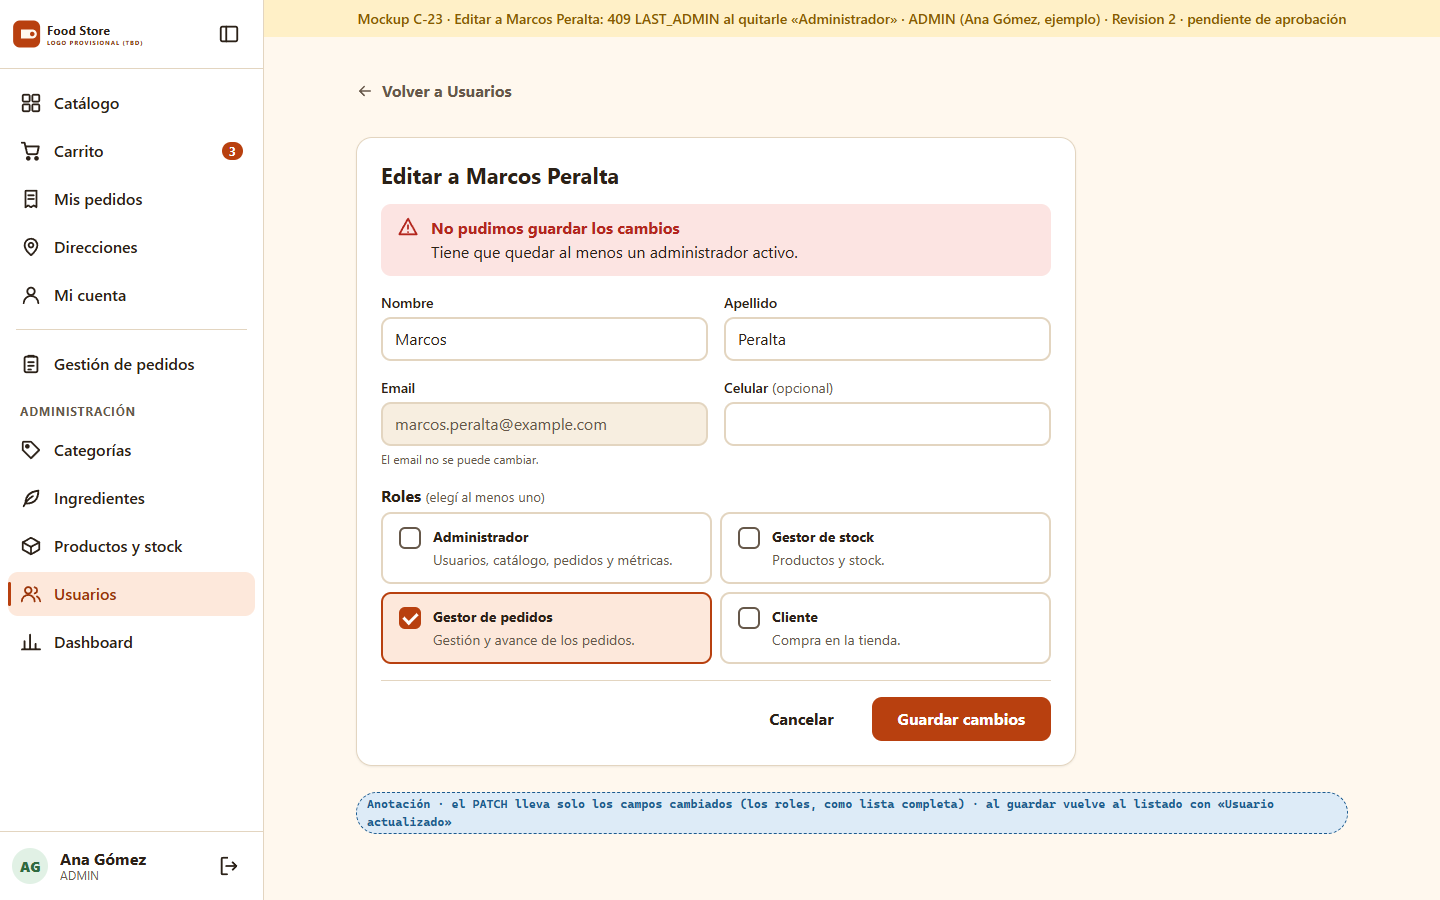 Food Store
LOGO PROVISIONAL (TBD)
Catálogo
Carrito
3
Mis pedidos
Direcciones
Mi cuenta
Gestión de pedidos
ADMINISTRACIÓN
Categorías
Ingredientes
Productos y stock
Usuarios
Dashboard
AG
Ana Gómez
ADMIN
Mockup C-23 · Editar a Marcos Peralta: 409 LAST_ADMIN al quitarle «Administrador» · ADMIN (Ana Gómez, ejemplo) · Revision 2 · pendiente de aprobación
Volver a Usuarios
Editar a Marcos Peralta
No pudimos guardar los cambios
Tiene que quedar al menos un administrador activo.
Nombre
Apellido
Marcos
Peralta
Email
Celular (opcional)
marcos.peralta@example.com
El email no se puede cambiar.
Roles (elegí al menos uno)
Administrador
Usuarios, catálogo, pedidos y métricas.
Gestor de stock
Productos y stock.
Gestor de pedidos
Gestión y avance de los pedidos.
Cliente
Compra en la tienda.
Cancelar
Guardar cambios
Anotación · el PATCH lleva solo los campos cambiados (los roles, como lista completa) · al guardar vuelve al listado con «Usuario
actualizado»